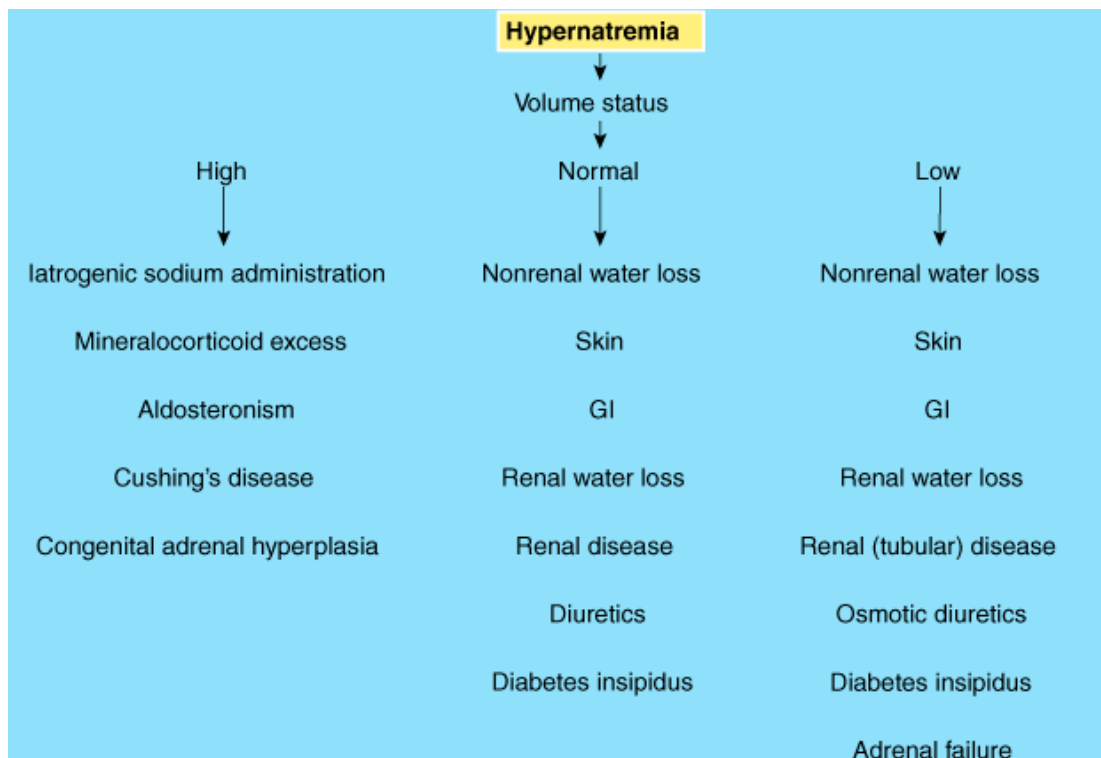 Hypernatremia
Volume status
High Normal Low
Iatrogenic sodium administration Nonrenal water loss Nonrenal water loss
Mineralocorticoid excess Skin Skin
Aldosteronism GI GI
Cushing's disease Renal water loss Renal water loss
Congenital adrenal hyperplasia Renal disease Renal (tubular) disease
Diuretics Osmotic diuretics
Diabetes insipidus Diabetes insipidus
Adrenal failure